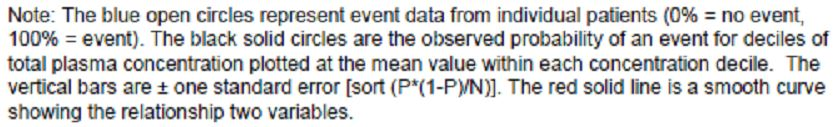 Note: The blue open circles represent event data from individual patients (0% = no event,
100% = event). The black solid circles are the observed probability of an event for deciles of
total plasma concentration plotted at the mean value within each concentration decile. The
vertical bars are ± one standard error [sort (P*(1-P)/N)]. The red solid line is a smooth curve
showing the relationship two variables.